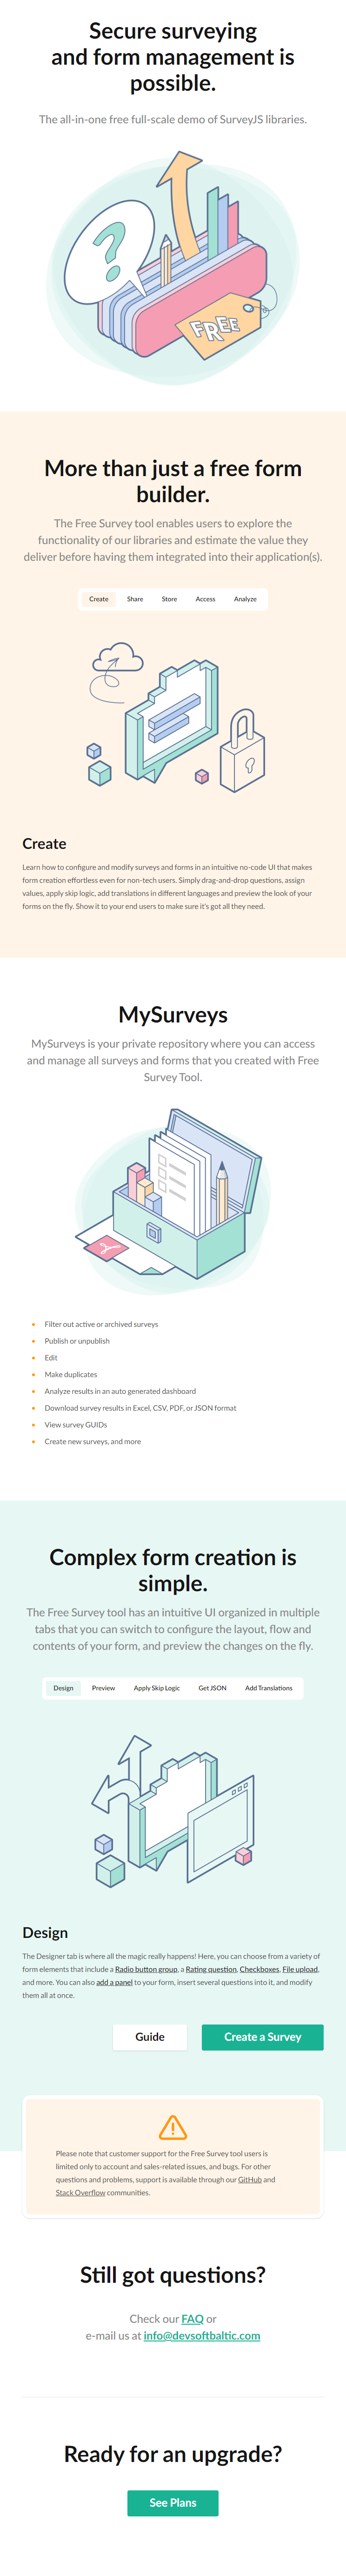 Secure surveying
and form management is
possible.
The all-in-one free full-scale demo of SurveyJS libraries.
?
FREE
More than just a free form
builder.
The Free Survey tool enables users to explore the
functionality of our libraries and estimate the value they
deliver before having them integrated into their application(s).
Create Share Store Access Analyze
Create
Learn how to configure and modify surveys and forms in an intuitive no-code UI that makes
form creation effortless even for non-tech users. Simply drag-and-drop questions, assign
values, apply skip logic, add translations in different languages and preview the look of your
forms on the fly. Show it to your end users to make sure it's got all they need.
MySurveys
MySurveys is your private repository where you can access
and manage all surveys and forms that you created with Free
Survey Tool.
Filter out active or archived surveys
Publish or unpublish
Edit
Make duplicates
Analyze results in an auto generated dashboard
Download survey results in Excel, CSV, PDF, or JSON format
View survey GUIDs
Create new surveys, and more
Complex form creation is
simple.
The Free Survey tool has an intuitive UI organized in multiple
tabs that you can switch to configure the layout, flow and
contents of your form, and preview the changes on the fly.
Design Preview Apply Skip Logic Get JSON Add Translations
Design
The Designer tab is where all the magic really happens! Here, you can choose from a variety of
form elements that include a Radio button group, a Rating question, Checkboxes, File upload,
and more. You can also add a panel to your form, insert several questions into it, and modify
them all at once.
Guide Create a Survey
Please note that customer support for the Free Survey tool users is
limited only to account and sales-related issues, and bugs. For other
questions and problems, support is available through our GitHub and
Stack Overflow communities.
Still got questions?
Check our FAQ or
e-mail us at info@devsoftbaltic.com
Ready for an upgrade?
See Plans